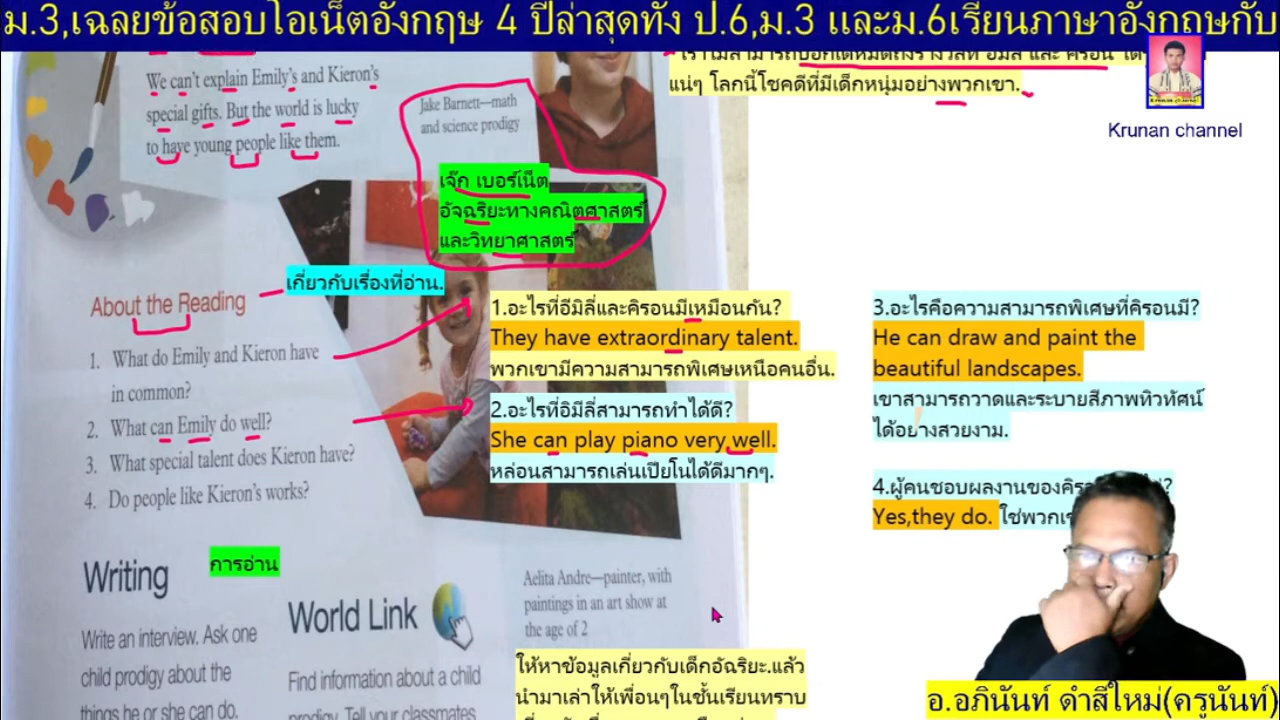 ม.3,เฉลยข้อสอบโอเน็ตอังกฤษ 4 ปีล่าสุดทั้ง ป.6,ม.3 และม.6เรียนภาษาอังกฤษกับ
We can't explain Emily's and Kieron's
special gifts. But the world is lucky
to have young people like them.
Jake Barnett—math
and science prodigy
แน่ๆ โลกนี้โชคดีที่มีเด็กหนุ่มอย่างพวกเขา.
Krunan channel
เจ๊ก เบอร์เน็ต
อัจฉริยะทางคณิตศาสตร์
และวิทยาศาสตร์
About the Reading
เกี่ยวกับเรื่องที่อ่าน.
1. What do Emily and Kieron have
in common?
2. What can Emily do well?
3. What special talent does Kieron have?
4. Do people like Kieron's works?
1.อะไรที่อีมิลี่และคิรอนมีเหมือนกัน?
They have extraordinary talent.
พวกเขามีความสามารถพิเศษเหนือคนอื่น.
2.อะไรที่อิมีลี่สามารถทำได้ดี?
She can play piano very well.
หล่อนสามารถเล่นเปียโนได้ดีมากๆ.
3.อะไรคือความสามารถพิเศษที่คิรอนมี?
He can draw and paint the
beautiful landscapes.
เขาสามารถวาดและระบายสีภาพทิวทัศน์
ได้อย่างสวยงาม.
4.ผู้คนชอบผลงานของคิรา
Yes,they do. ใช่พวกเ
Writing
การอ่าน
Write an interview. Ask one
child prodigy about the
things he or she can do.
World Link
Find information about a child
prodigy. Tell your classmates
Aelita Andre—painter, with
paintings in an art show at
the age of 2
ให้หาข้อมูลเกี่ยวกับเด็กอัฉริยะ.แล้ว
นำมาเล่าให้เพื่อนๆในชั้นเรียนทราบ
อ.อภินันท์ ดำสีใหม่(ครูนันท์)